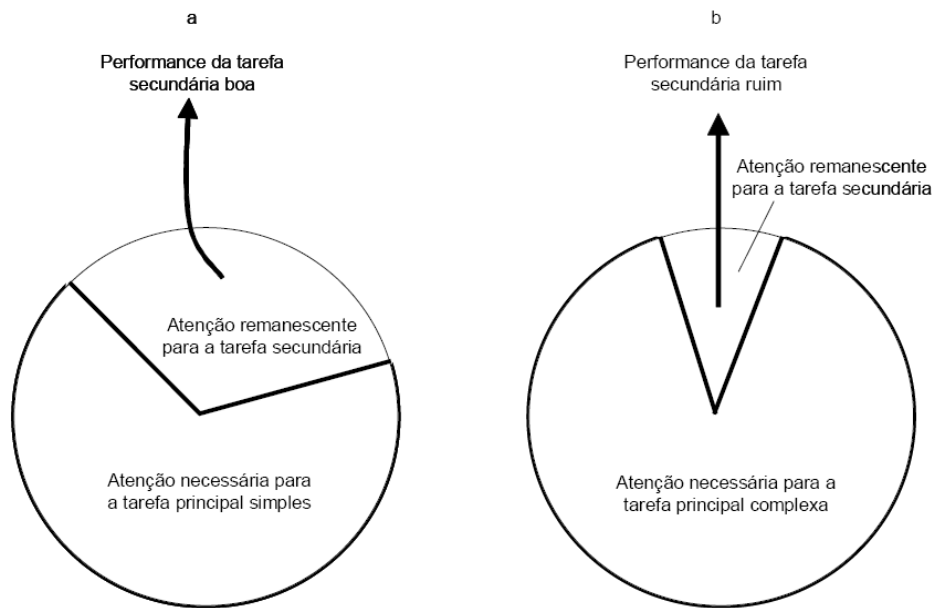 a
Performance da tarefa
secundária boa
Atenção remanescente
para a tarefa secundária
Atenção necessária para
a tarefa principal simples
b
Performance da tarefa
secundária ruim
Atenção remanescente
para a tarefa secundária
Atenção necessária para a
tarefa principal complexa